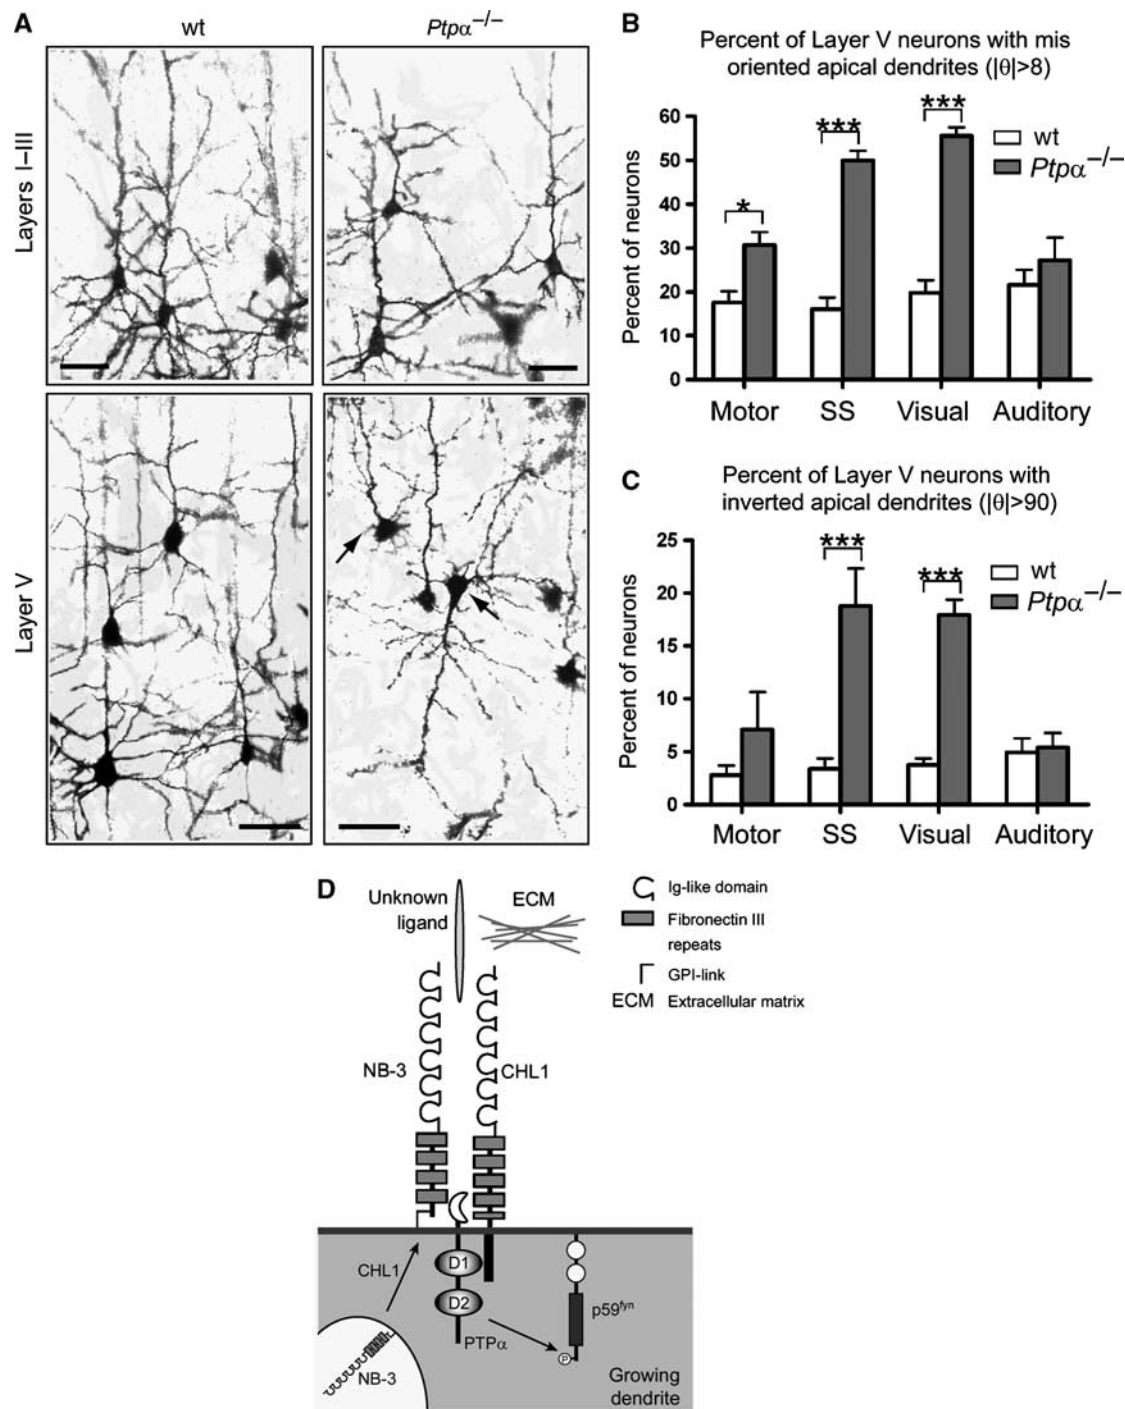 A
wt
Ptpα−/−
Layers I–III
Layer V
B
Percent of Layer V neurons with mis
oriented apical dendrites (|θ|>8)
Percent of neurons
60
50
40
30
20
10
0
*
***
***
wt
Ptpα−/−
Motor
SS
Visual
Auditory
C
Percent of Layer V neurons with
inverted apical dendrites (|θ|>90)
Percent of neurons
25
20
15
10
5
0
***
***
wt
Ptpα−/−
Motor
SS
Visual
Auditory
D
Unknown
ligand
ECM
Ig-like domain
Fibronectin III
repeats
GPI-link
ECM Extracellular matrix
NB-3
CHL1
CHL1
D1
D2
PTPα
p59fyn
P
NB-3
Growing
dendrite